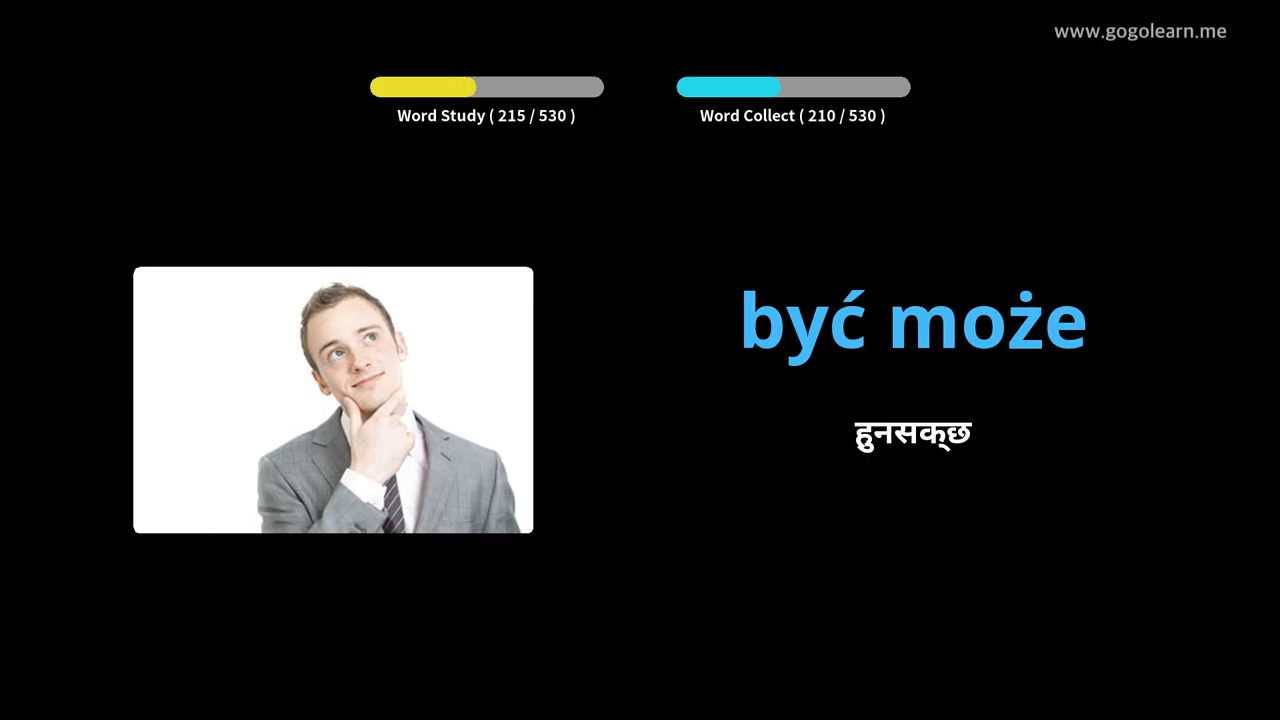 www.gogolearn.me
Word Study ( 215 / 530 )
Word Collect ( 210 / 530 )
być może
हुनसक्छ